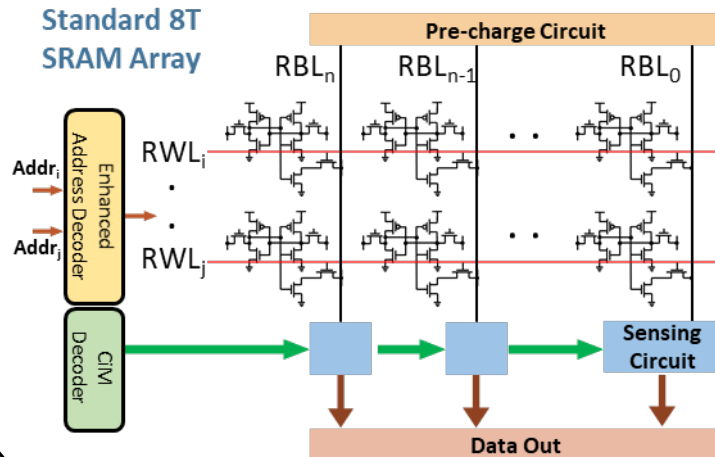 Standard 8T
SRAM Array
Pre-charge Circuit
RBLₙ
RBLₙ₋₁
RBL₀
Addrᵢ
Addrⱼ
Enhanced
Address Decoder
RWLᵢ
RWLⱼ
CiM
Decoder
Sensing
Circuit
Data Out